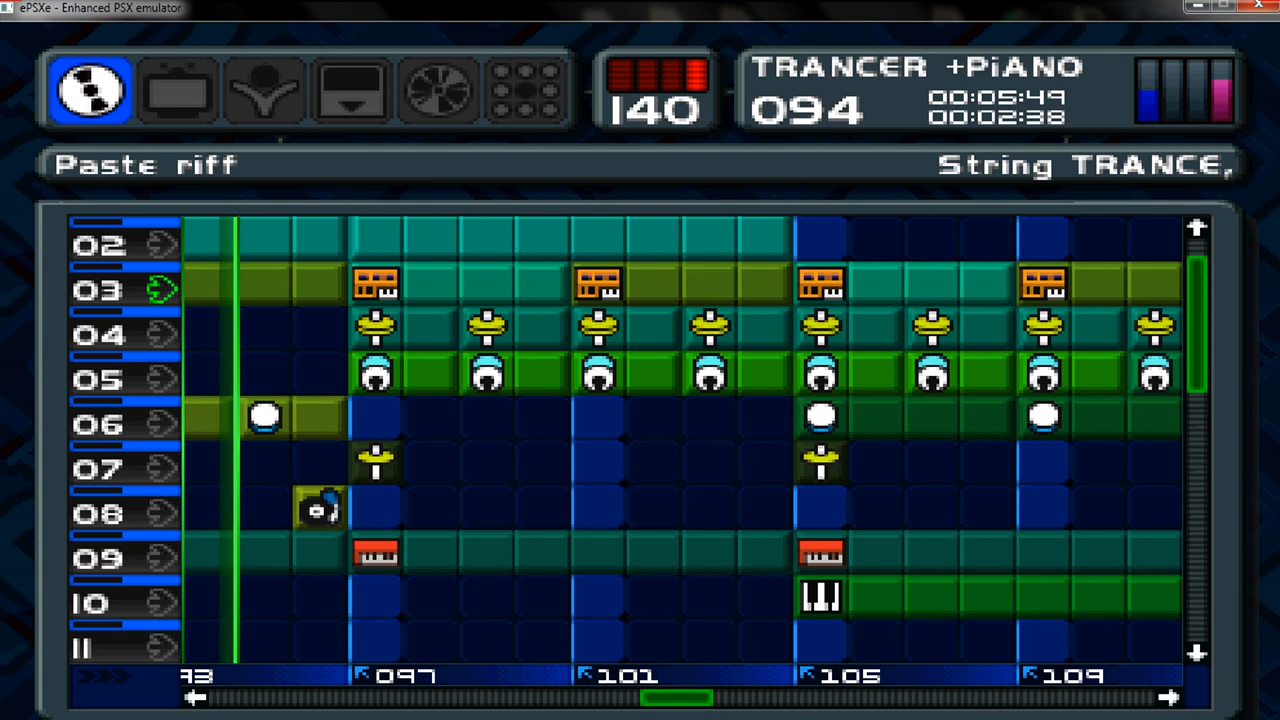 ePSXe - Enhanced PSX emulator
140
TRANCER +PiANO
094
00:05:49
00:02:38
Paste riff
String TRANCE,
02
03
04
05
06
07
08
09
10
11
93 097 101 105 109